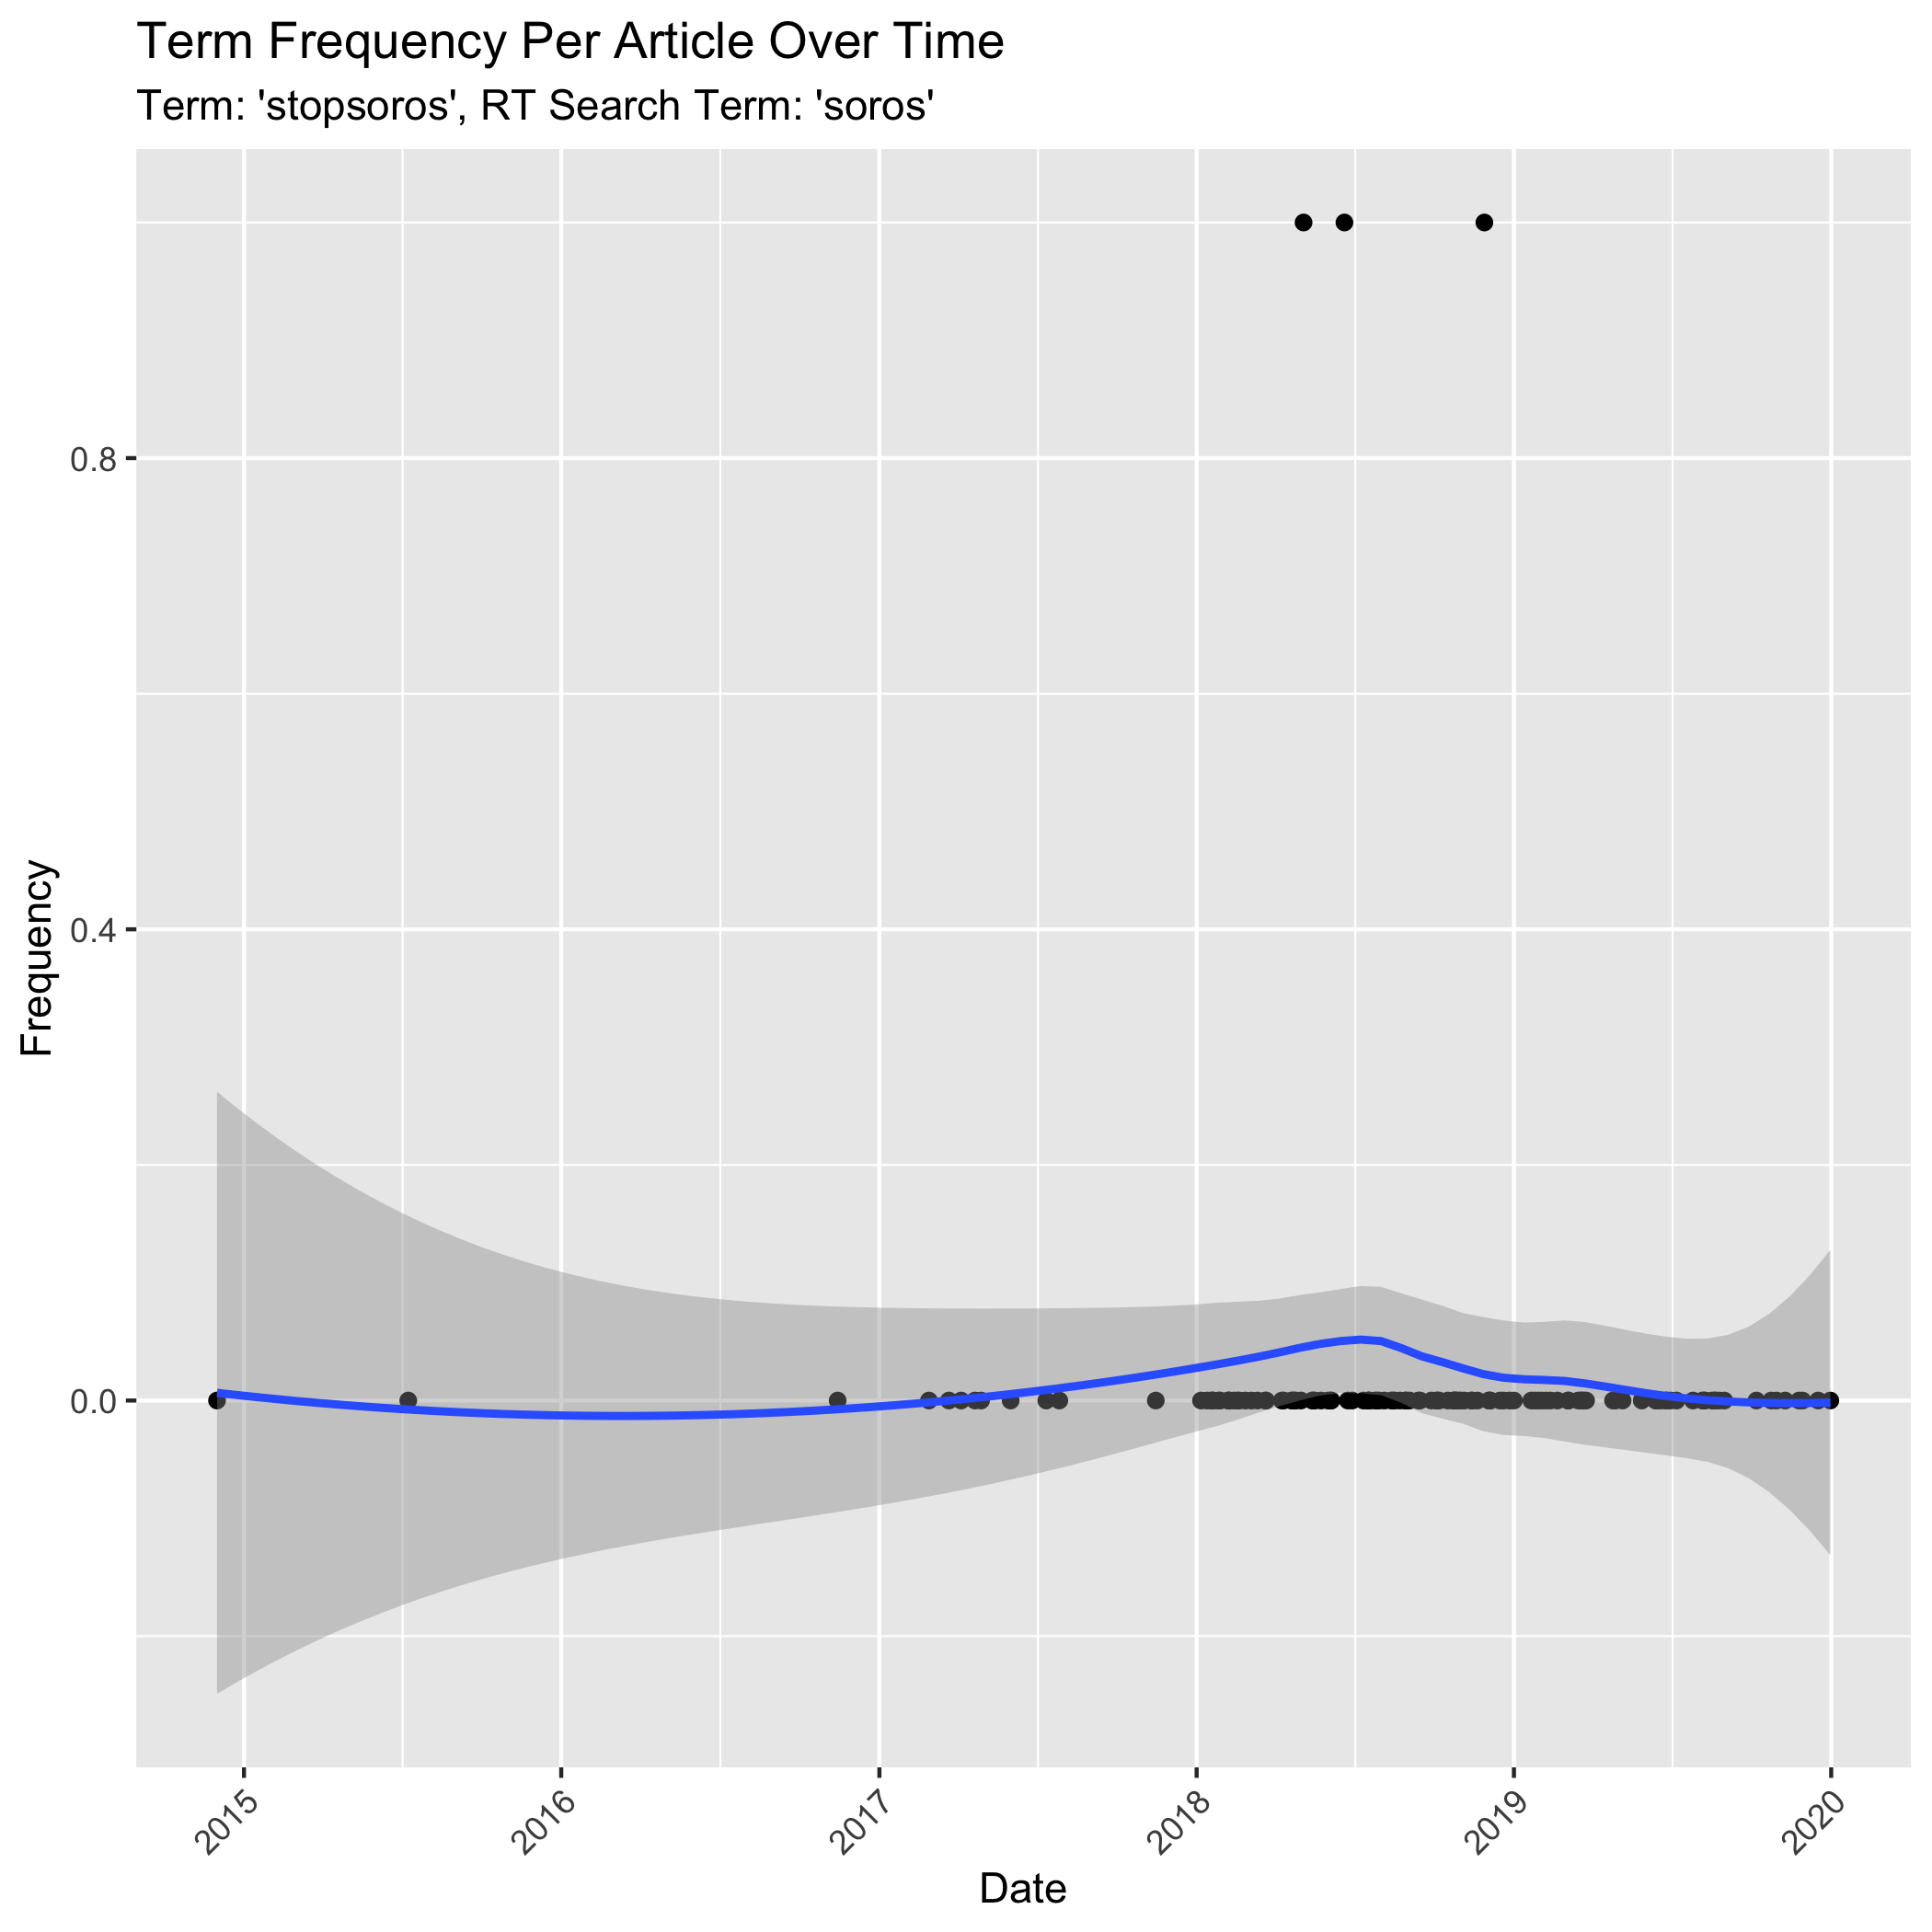 Term Frequency Per Article Over Time
Term: 'stopsoros', RT Search Term: 'soros'
Frequency
0.8
0.4
0.0
2015
2016
2017
2018
2019
2020
Date